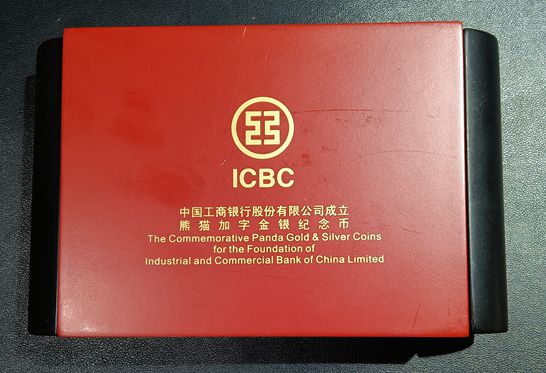 ICBC
中国工商银行股份有限公司成立
熊猫加字金银纪念币
The Commemorative Panda Gold & Silver Coins
for the Foundation of
Industrial and Commercial Bank of China Limited